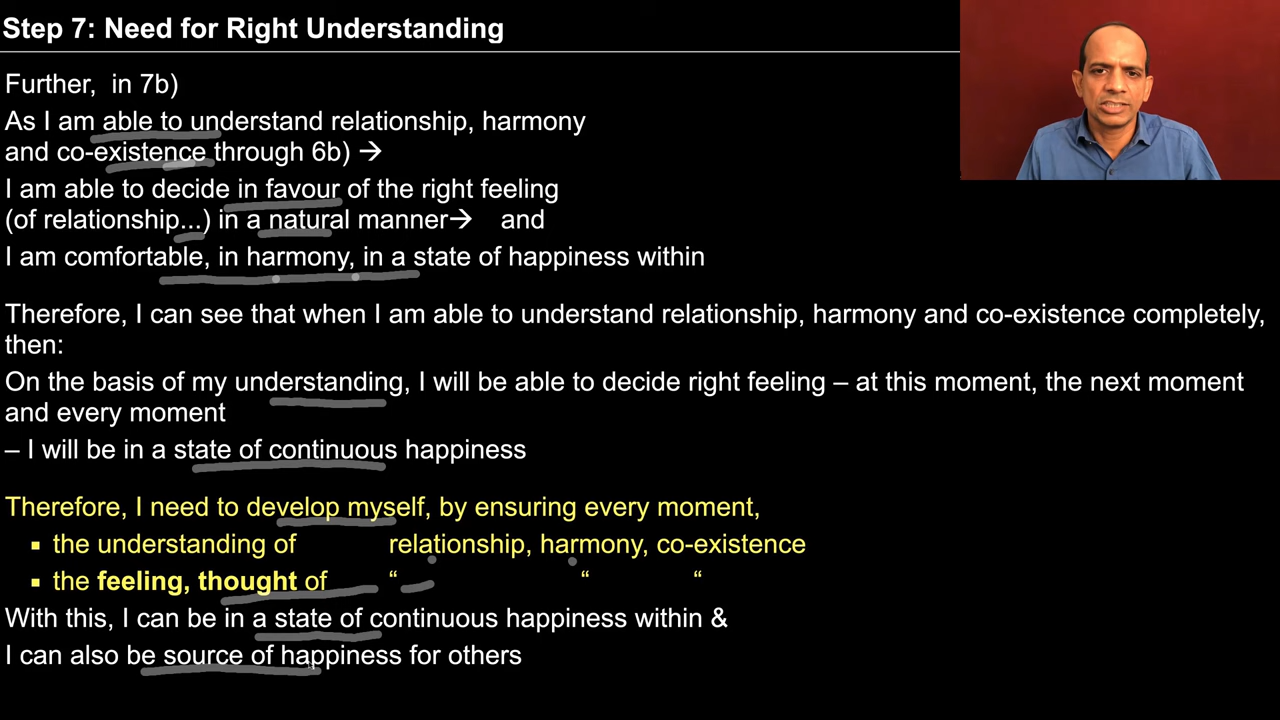 Step 7: Need for Right Understanding
Further, in 7b)
As I am able to understand relationship, harmony
and co-existence through 6b) →
I am able to decide in favour of the right feeling
(of relationship...) in a natural manner→ and
I am comfortable, in harmony, in a state of happiness within
Therefore, I can see that when I am able to understand relationship, harmony and co-existence completely,
then:
On the basis of my understanding, I will be able to decide right feeling – at this moment, the next moment
and every moment
– I will be in a state of continuous happiness
Therefore, I need to develop myself, by ensuring every moment,
▪ the understanding of relationship, harmony, co-existence
▪ the feeling, thought of “ “ “
With this, I can be in a state of continuous happiness within &
I can also be source of happiness for others